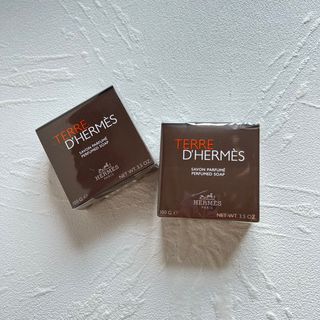 TERRE
D'HERMÈS
SAVON PARFUMÉ
PERFUMED SOAP
HERMÈS
PARIS
100 G
NET WT. 3.5 OZ.
TERRE
D'HERMÈS
SAVON PARFUMÉ
PERFUMED SOAP
HERMÈS
PARIS
100 G
NET WT. 3.5 OZ.